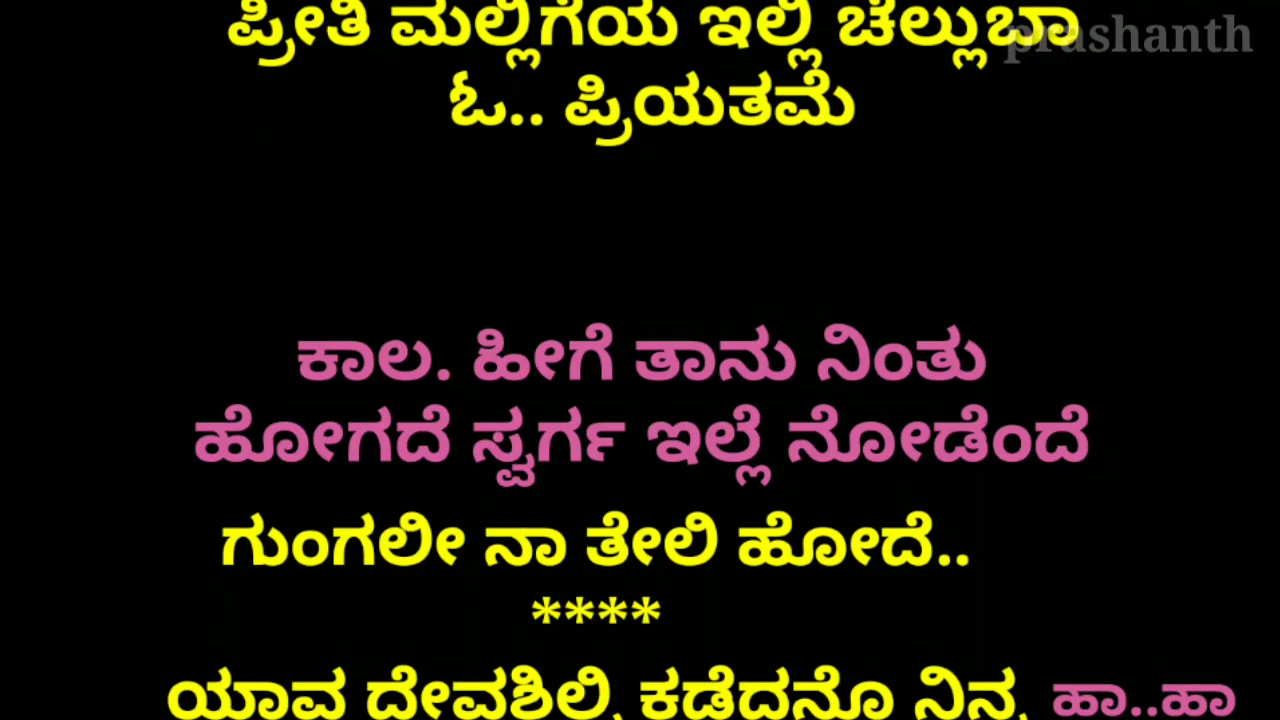 ಪ್ರೀತಿ ಮಲ್ಲಿಗೆಯ ಇಲ್ಲಿ ಚೆಲ್ಲುಬಾ
prashanth
ಓ.. ಪ್ರಿಯತಮೆ
ಕಾಲ. ಹೀಗೆ ತಾನು ನಿಂತು
ಹೋಗದೆ ಸ್ವರ್ಗ ಇಲ್ಲೆ ನೋಡೆಂದೆ
ಗುಂಗಲೀ ನಾ ತೇಲಿ ಹೋದೆ..
****
ಯಾವ ದೇವಶಿಲ್ಪಿ ಕಡೆದನೊ ನಿನ್ನ ಹಾ..ಹಾ